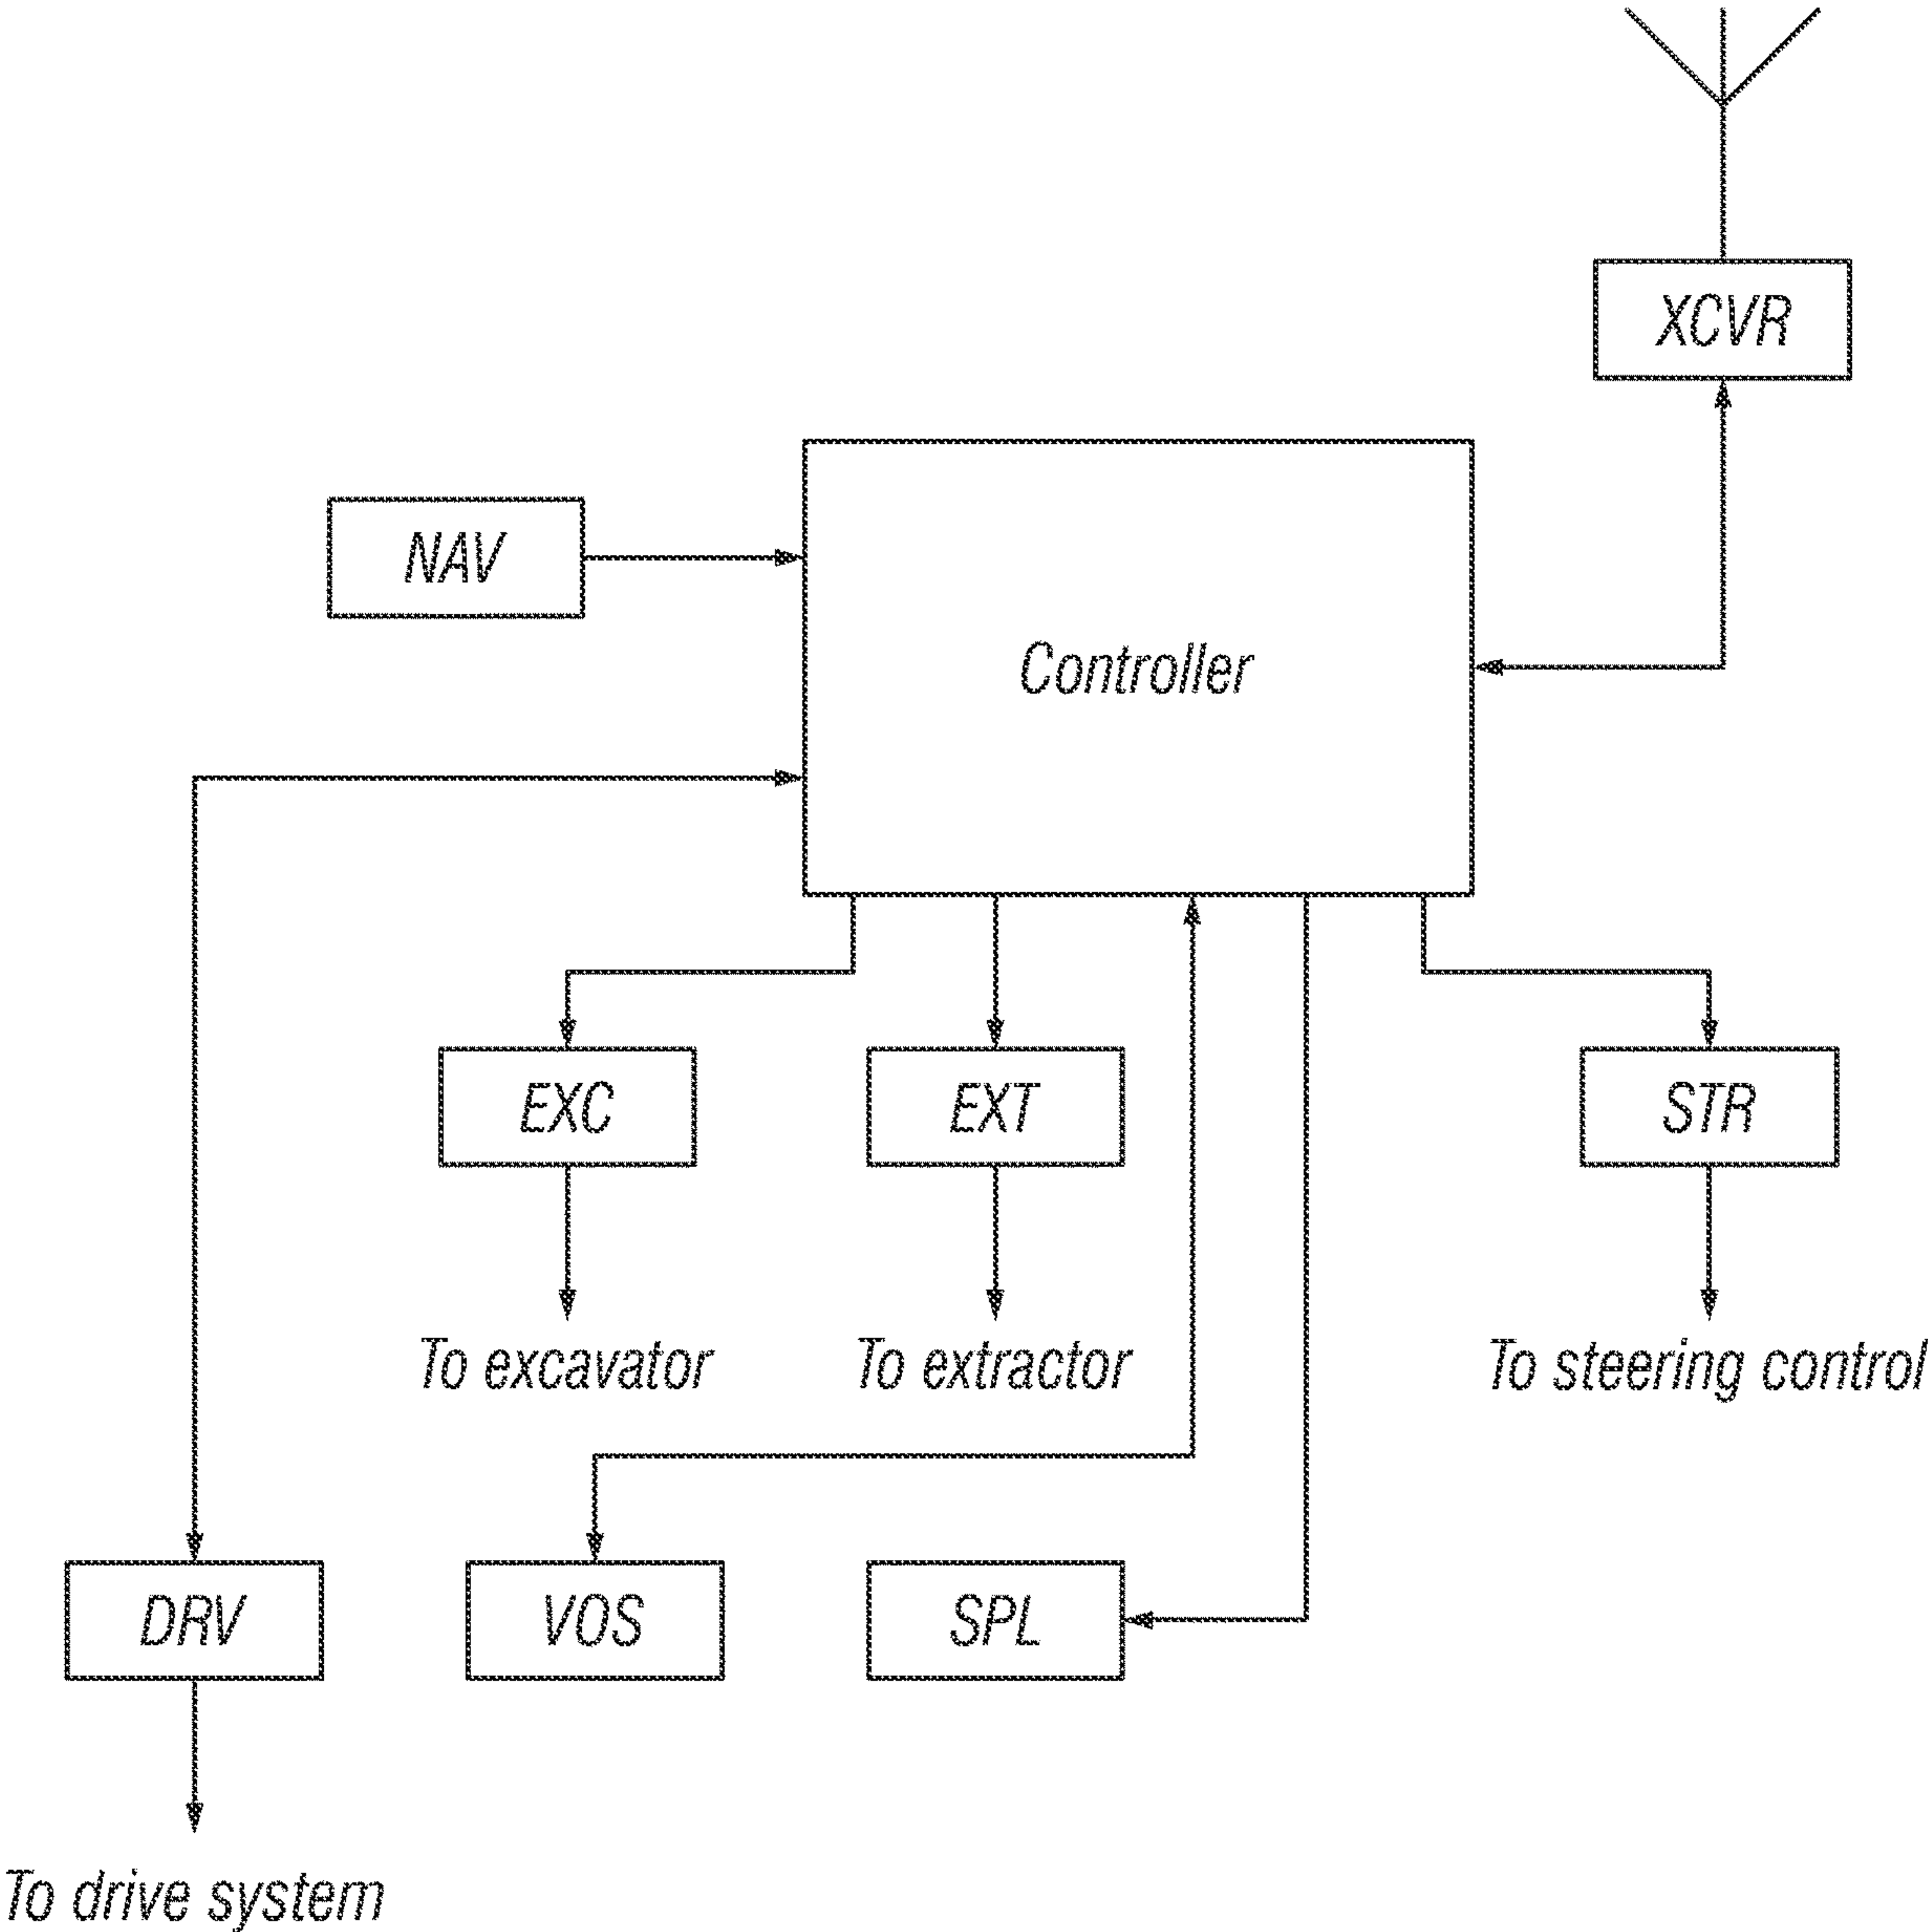 XCVR
NAV
Controller
EXC
EXT
STR
To excavator
To extractor
To steering control
DRV
VOS
SPL
To drive system